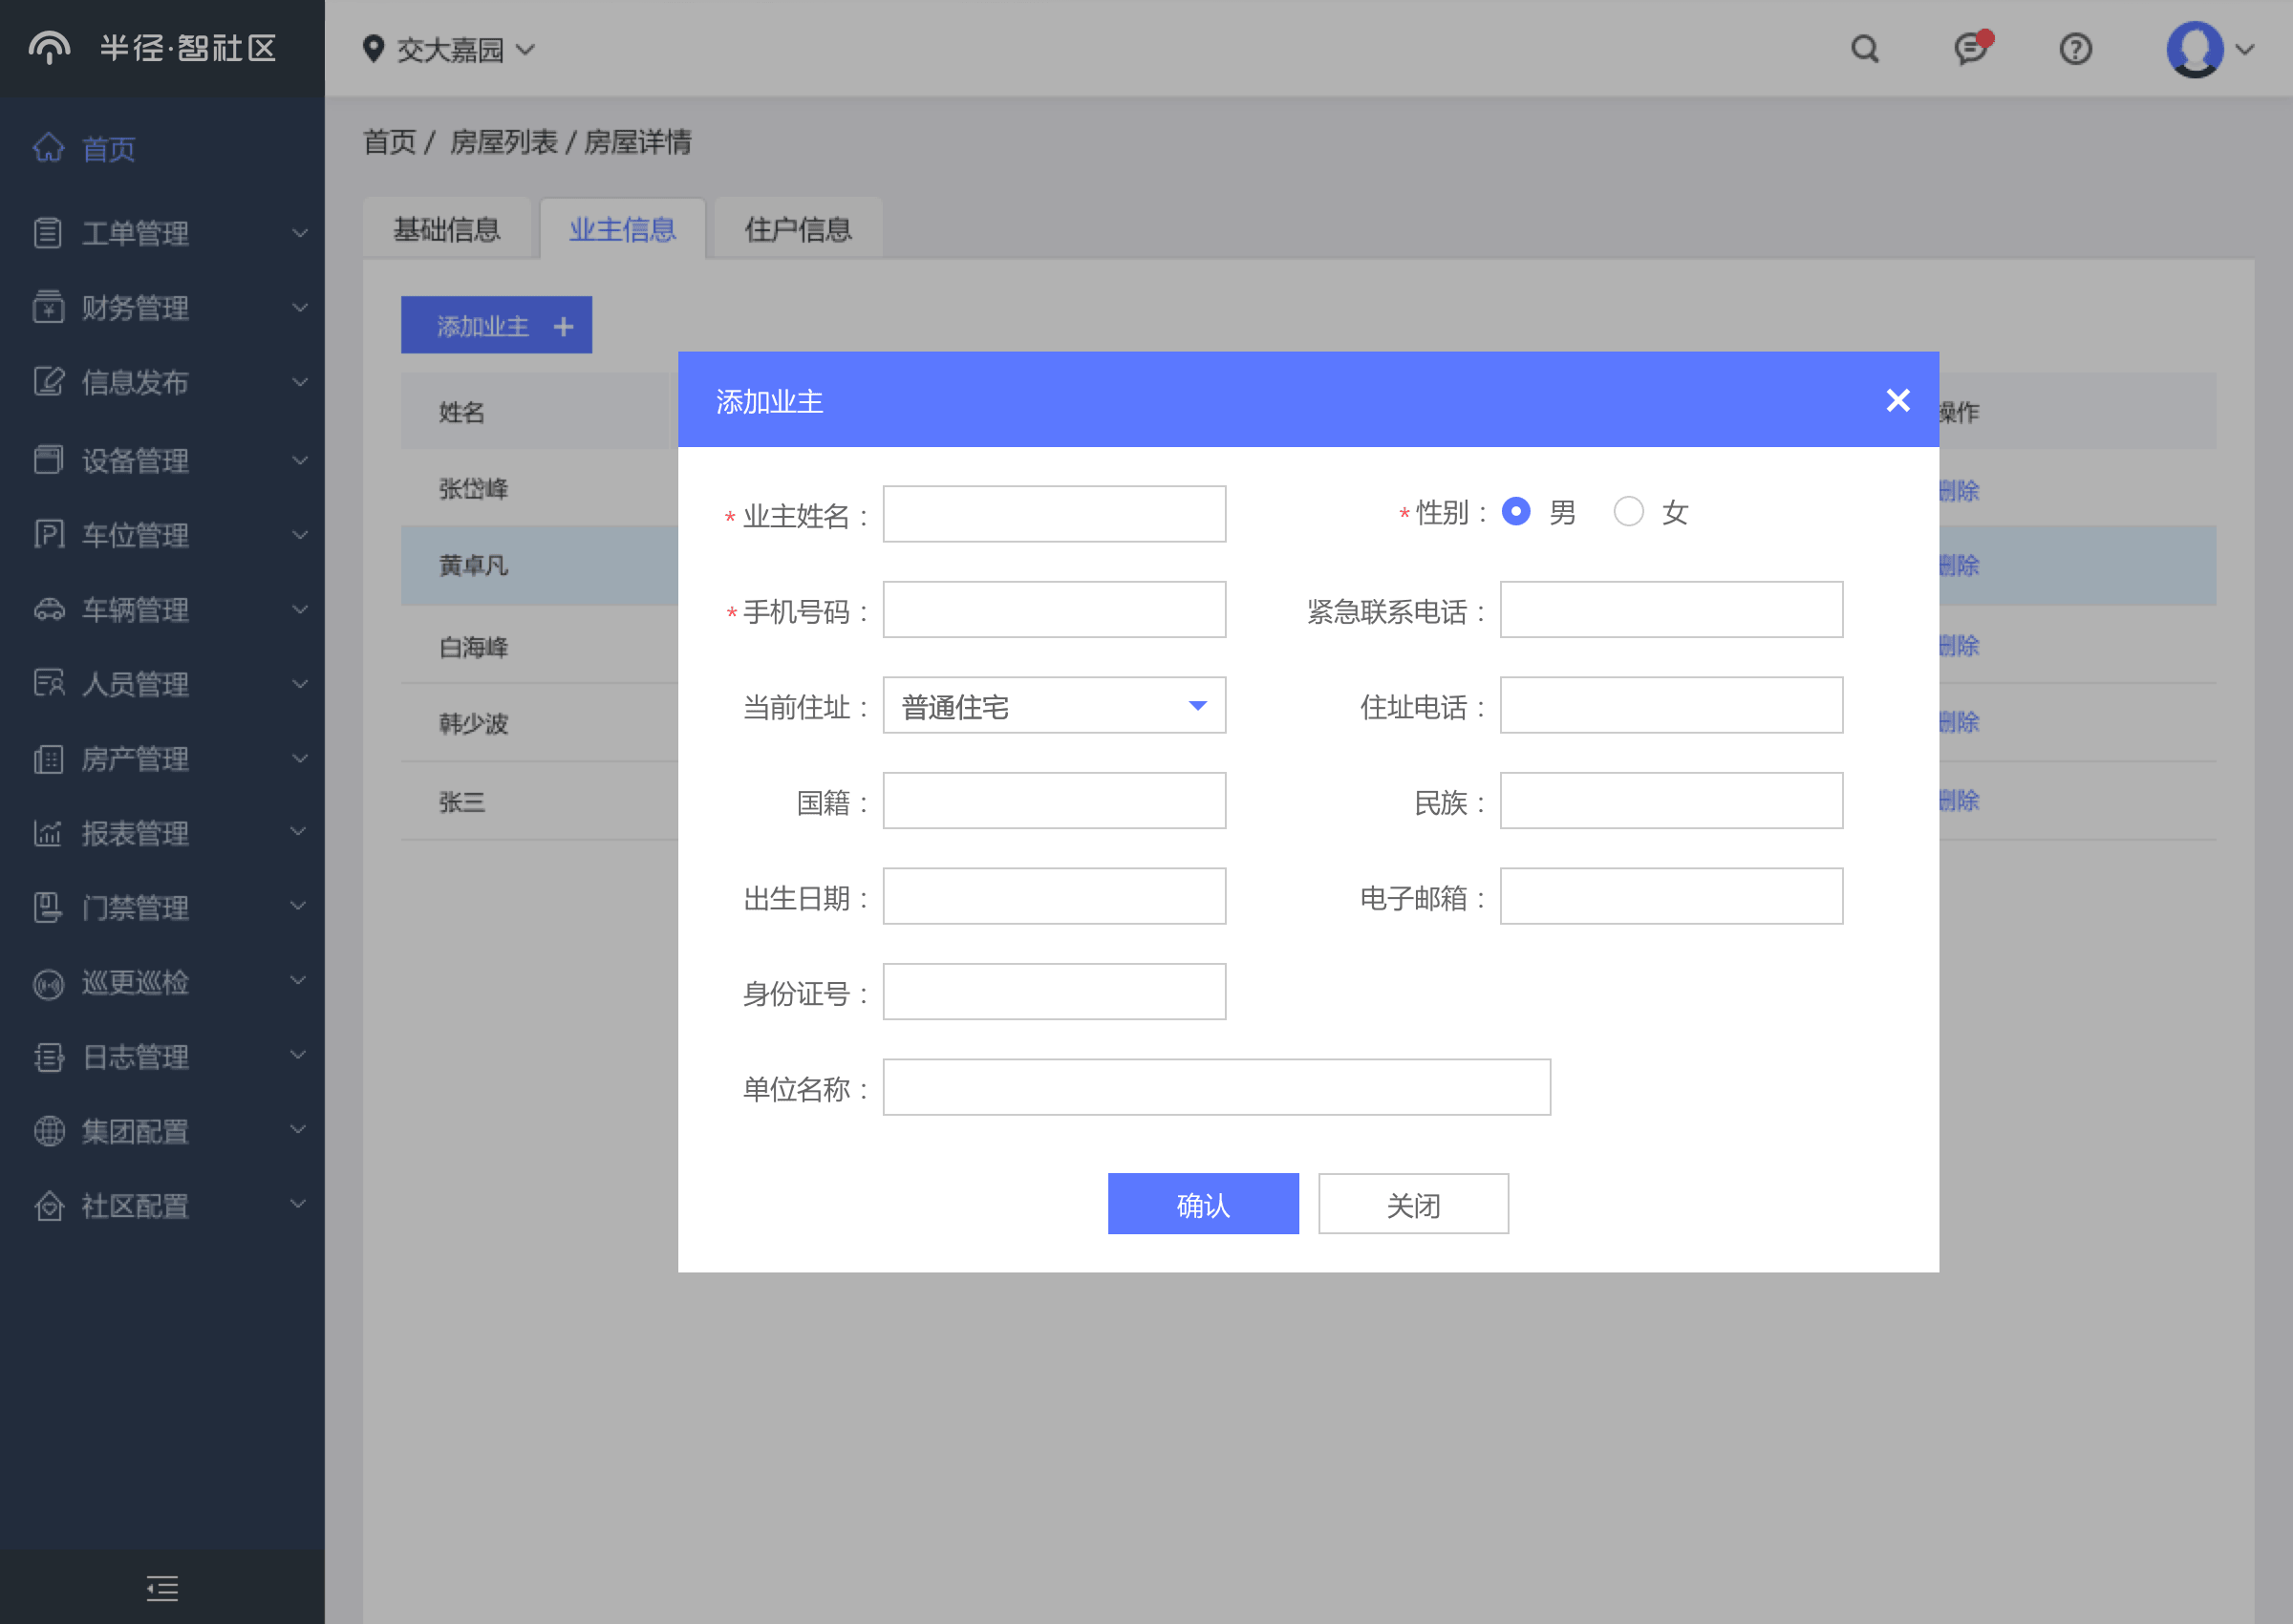 半径·智社区
交大嘉园
首页
工单管理
财务管理
信息发布
设备管理
车位管理
车辆管理
人员管理
房产管理
报表管理
门禁管理
巡更巡检
日志管理
集团配置
社区配置
首页 / 房屋列表 / 房屋详情
基础信息
业主信息
住户信息
添加业主 +
姓名
操作
张岱峰
删除
黄卓凡
删除
白海峰
删除
韩少波
删除
张三
删除
添加业主
* 业主姓名：
* 性别： 男 女
* 手机号码：
紧急联系电话：
当前住址： 普通住宅
住址电话：
国籍：
民族：
出生日期：
电子邮箱：
身份证号：
单位名称：
确认
关闭